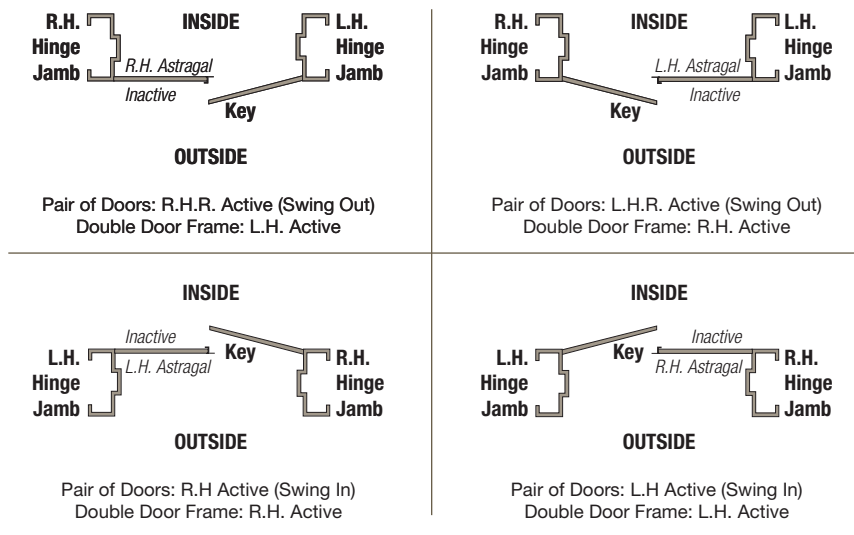 R.H.
Hinge
Jamb
INSIDE
R.H. Astragal
Inactive
Key
L.H.
Hinge
Jamb
OUTSIDE
Pair of Doors: R.H.R. Active (Swing Out)
Double Door Frame: L.H. Active
R.H.
Hinge
Jamb
INSIDE
L.H. Astragal
Inactive
Key
L.H.
Hinge
Jamb
OUTSIDE
Pair of Doors: L.H.R. Active (Swing Out)
Double Door Frame: R.H. Active
INSIDE
L.H.
Hinge
Jamb
Inactive
L.H. Astragal
Key
R.H.
Hinge
Jamb
OUTSIDE
Pair of Doors: R.H Active (Swing In)
Double Door Frame: R.H. Active
INSIDE
L.H.
Hinge
Jamb
Key
Inactive
R.H. Astragal
R.H.
Hinge
Jamb
OUTSIDE
Pair of Doors: L.H Active (Swing In)
Double Door Frame: L.H. Active